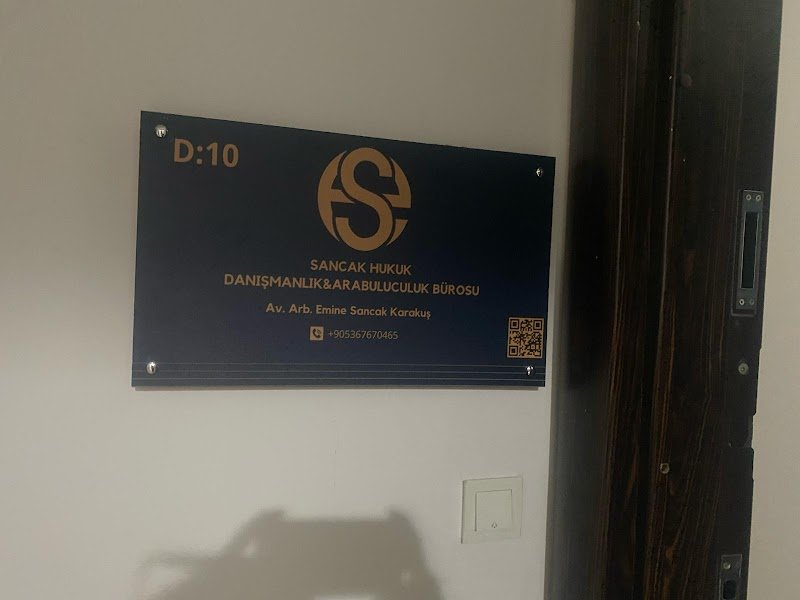 D:10
SANCAK HUKUK
DANIŞMANLIK&ARABULUCULUK BÜROSU
Av. Arb. Emine Sancak Karakuş
+905367670465